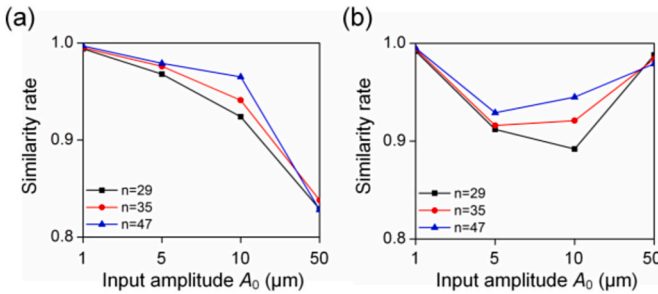 (a)
Similarity rate
1.0
0.9
0.8
n=29
n=35
n=47
1 5 10 50
Input amplitude A₀ (μm)
(b)
Similarity rate
1.0
0.9
0.8
n=29
n=35
n=47
1 5 10 50
Input amplitude A₀ (μm)